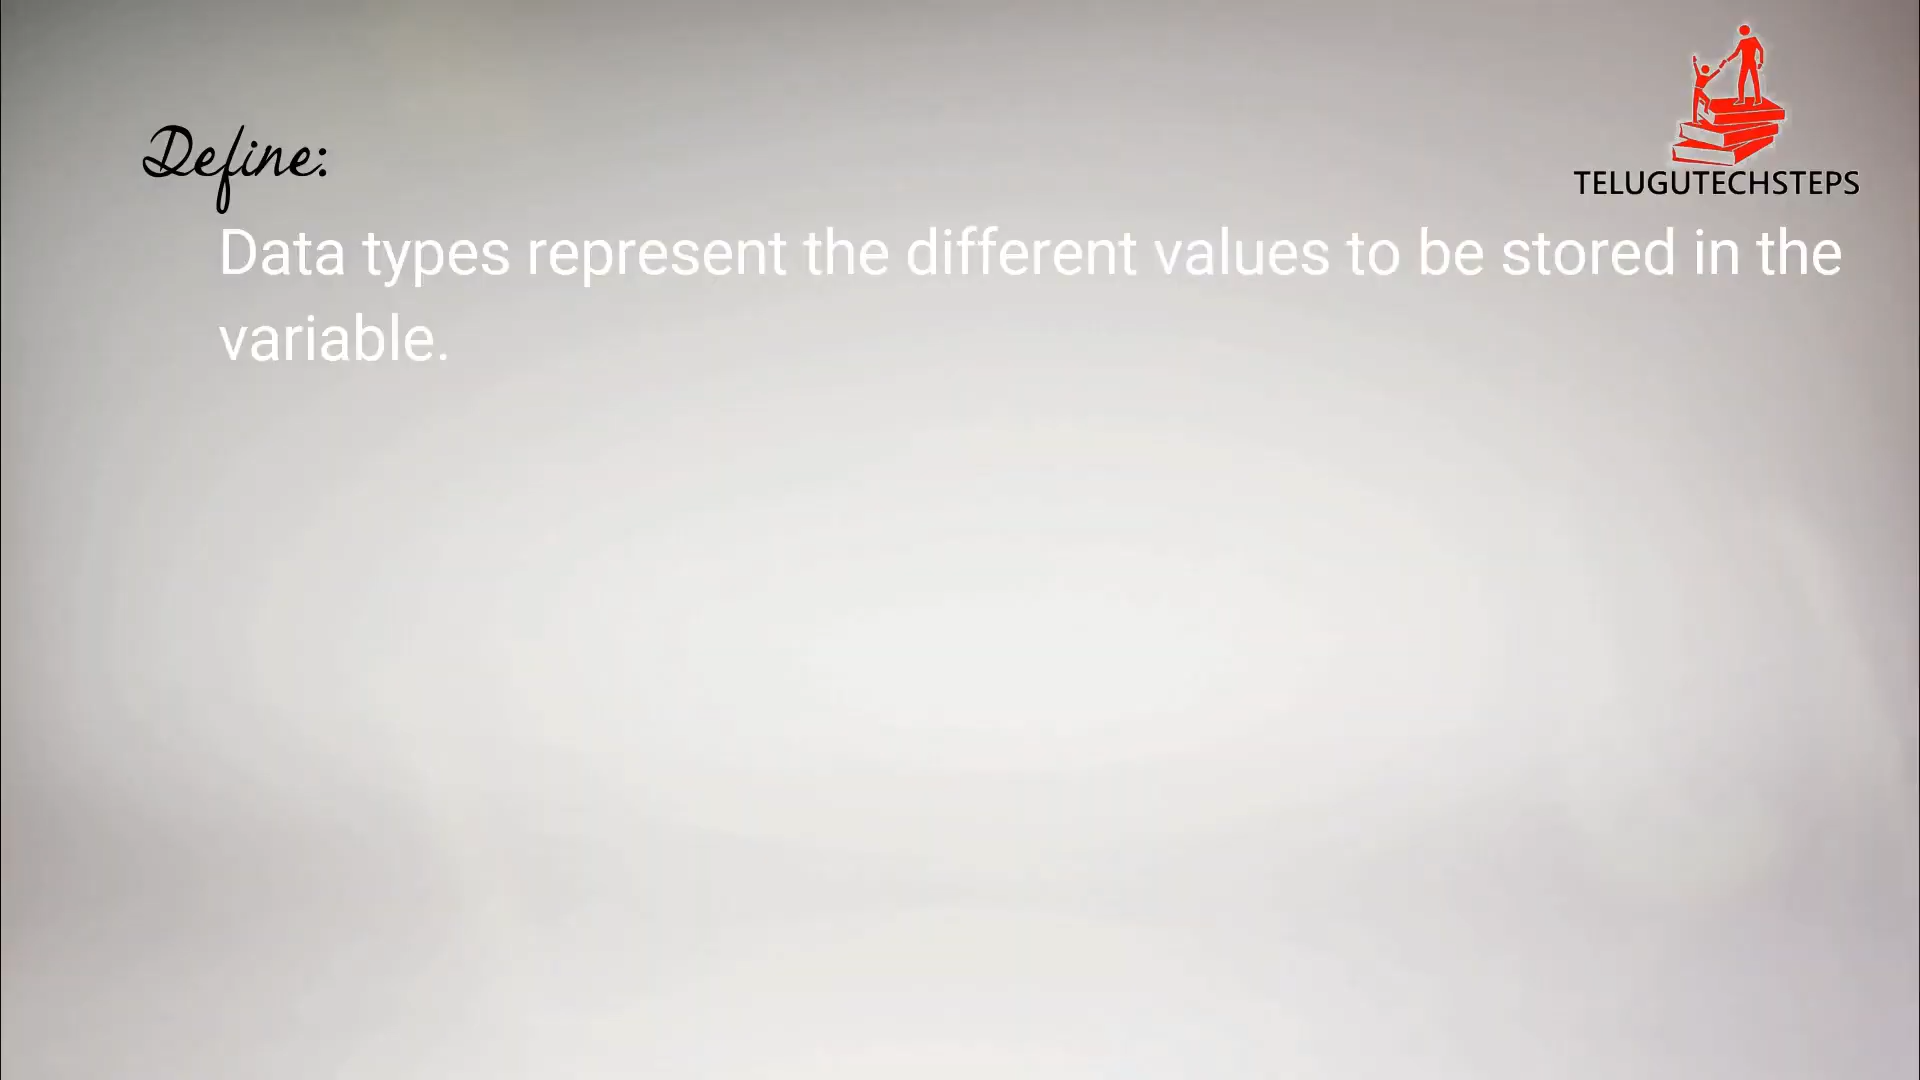 TELUGUTECHSTEPS
Define:
Data types represent the different values to be stored in the
variable.